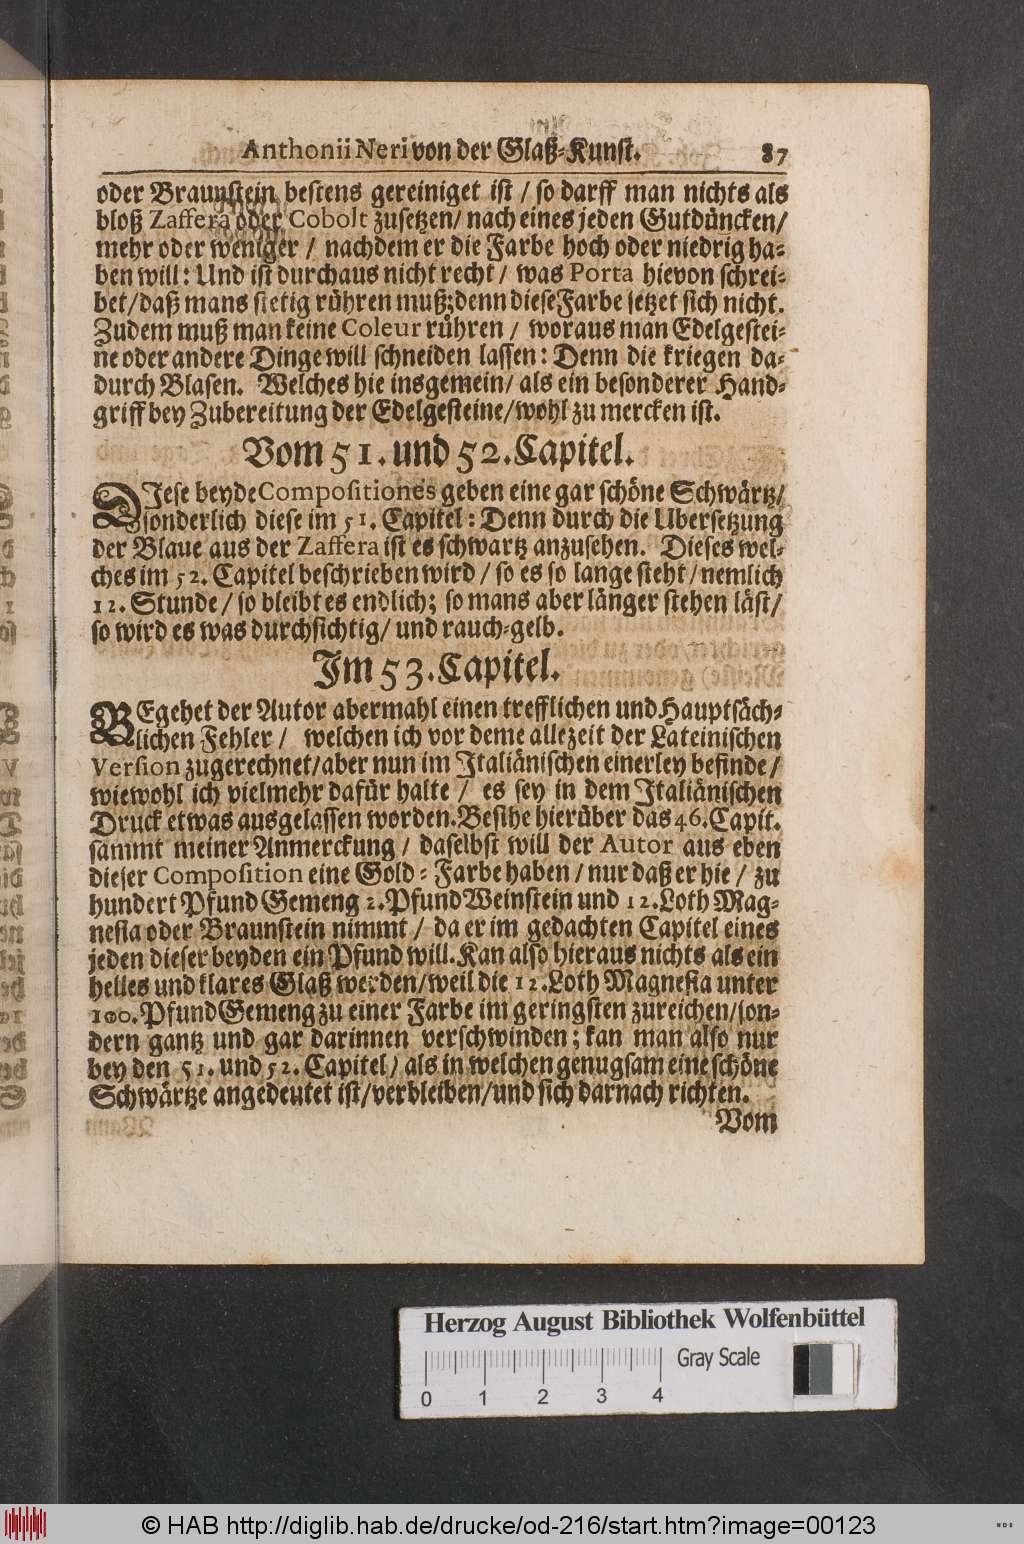 Anthonii Neri von der Glaß-Kunst. 87
oder Braunstein bestens gereiniget ist / so darff man nichts als
bloß Zaffera oder Cobolt zusetzen/ nach eines jeden Gutdüncken/
mehr oder weniger / nachdem er die Farbe hoch oder niedrig ha-
ben will: Und ist durchaus nicht recht / was Porta hievon schrei-
bet/daß mans stetig rühren muß; denn diese Farbe setzet sich nicht.
Zudem muß man keine Coleur rühren / woraus man Edelgestei-
ne oder andere Dinge will schneiden lassen: Denn die kriegen da-
durch Blasen. Welches hie insgemein/ als ein besonderer Hand-
griff bey Zubereitung der Edelgesteine/wohl zu mercken ist.
Vom 51. und 52. Capitel.
DIese beyde Compositiones geben eine gar schöne Schwärtz/
sonderlich diese im 51. Capitel: Denn durch die Ubersetzung
der Blaue aus der Zaffera ist es schwartz anzusehen. Dieses wel-
ches im 52. Capitel beschrieben wird / so es so lange steht/ nemlich
12. Stunde / so bleibt es endlich; so mans aber länger stehen läst/
so wird es was durchsichtig/ und rauch-gelb.
Im 53. Capitel.
BEgehet der Autor abermahl einen trefflichen und Hauptsäch-
lichen Fehler / welchen ich vor deme allezeit der Lateinischen
Version zugerechnet/aber nun im Italiänischen einerley befinde/
wiewohl ich vielmehr dafür halte / es sey in dem Italiänischen
Druck etwas ausgelassen worden. Besihe hierüber das 46. Capit.
sammt meiner Anmerckung / daselbst will der Autor aus eben
dieser Composition eine Gold-Farbe haben / nur daß er hie / zu
hundert Pfund Gemeng 2. Pfund Weinstein und 12. Loth Mag-
nesia oder Braunstein nimmt / da er im gedachten Capitel eines
jeden dieser beyden ein Pfund will. Kan also hieraus nichts als ein
helles und klares Glaß werden/weil die 12. Loth Magnesia unter
100. Pfund Gemeng zu einer Farbe im geringsten zureichen/son-
dern gantz und gar darinnen verschwinden; kan man also nur
bey den 51. und 52. Capitel / als in welchen genugsam eine schöne
Schwärtze angedeutet ist/verbleiben/und sich darnach richten.
Vom
Herzog August Bibliothek Wolfenbüttel
Gray Scale
0 1 2 3 4
© HAB http://diglib.hab.de/drucke/od-216/start.htm?image=00123